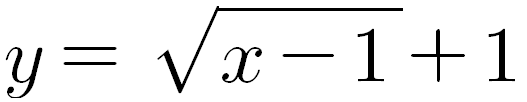 y = √(x − 1) + 1